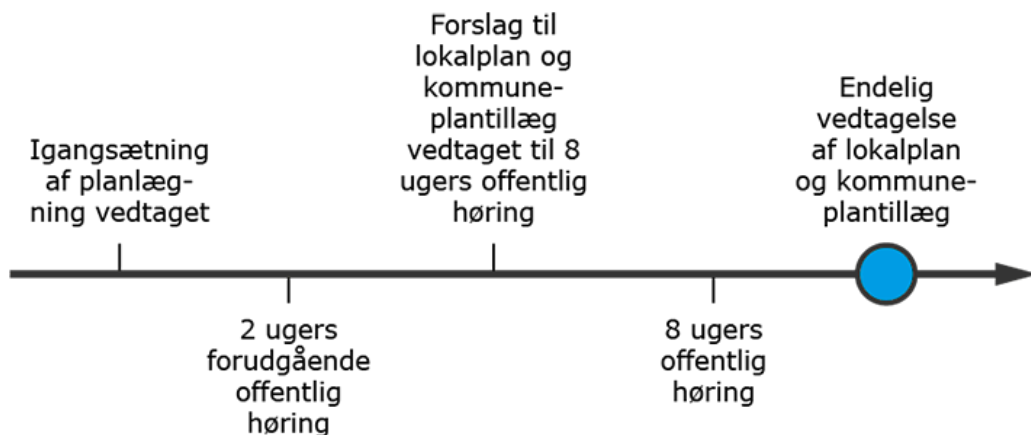 Igangsætning
af planlæg-
ning vedtaget
2 ugers
forudgående
offentlig
høring
Forslag til
lokalplan og
kommune-
plantillæg
vedtaget til 8
ugers offentlig
høring
8 ugers
offentlig
høring
Endelig
vedtagelse
af lokalplan
og kommune-
plantillæg